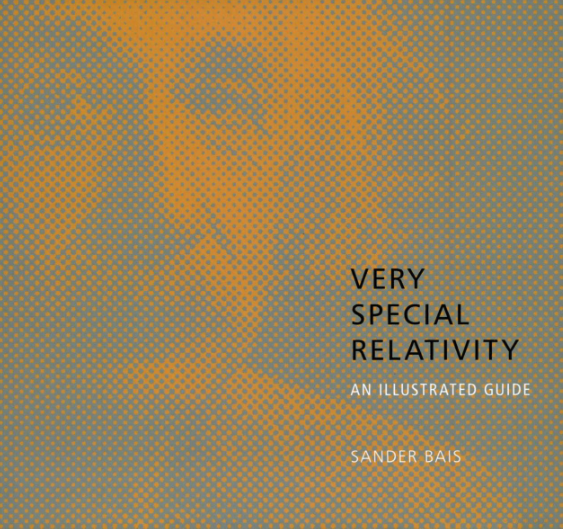 VERY
SPECIAL
RELATIVITY
AN ILLUSTRATED GUIDE
SANDER BAIS